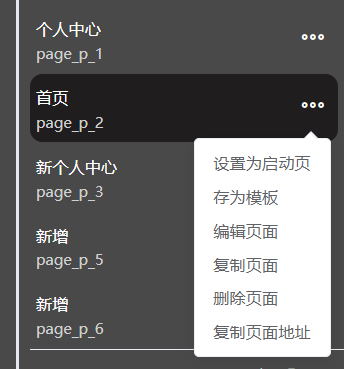 个人中心
page_p_1
首页
page_p_2
新个人中心
page_p_3
新增
page_p_5
新增
page_p_6
设置为启动页
存为模板
编辑页面
复制页面
删除页面
复制页面地址